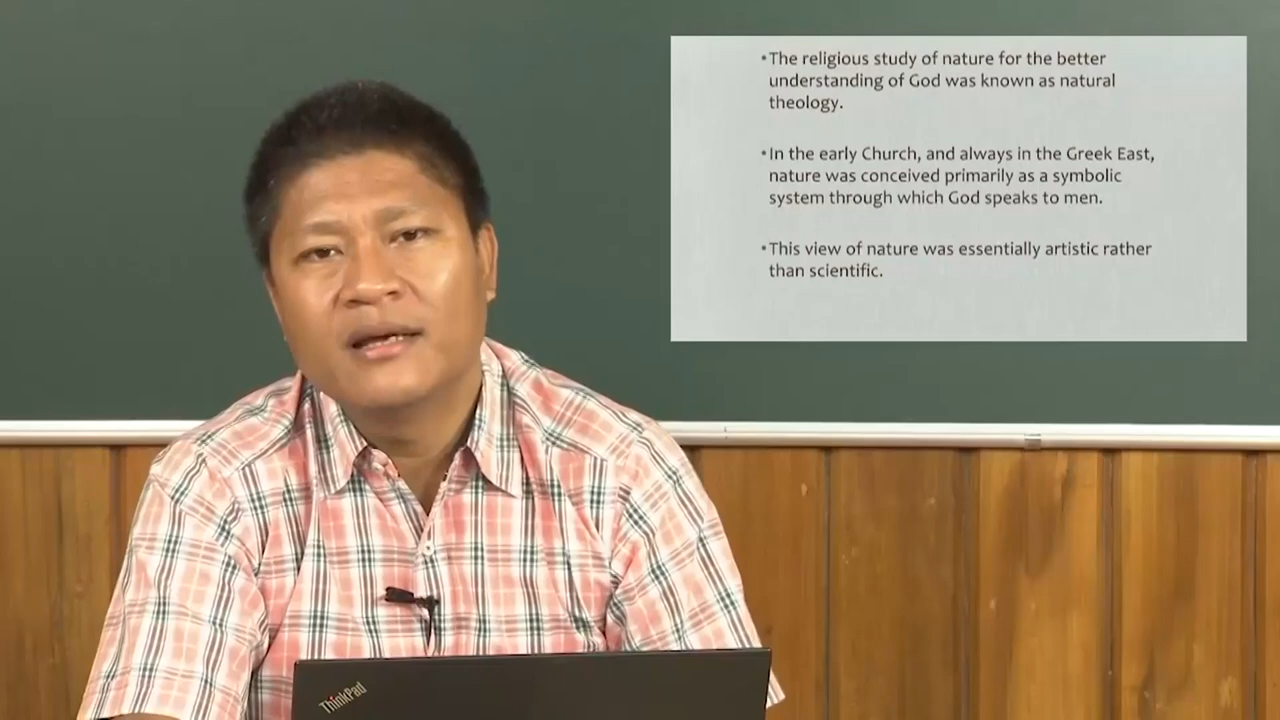 •The religious study of nature for the better
understanding of God was known as natural
theology.
•In the early Church, and always in the Greek East,
nature was conceived primarily as a symbolic
system through which God speaks to men.
•This view of nature was essentially artistic rather
than scientific.
ThinkPad